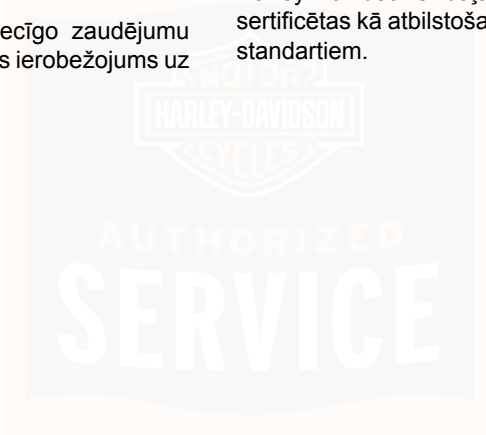 ecīgo zaudējumu
s ierobežojums uz
sertificētas kā atbilstoša
standartiem.
MOTOR
HARLEY-DAVIDSON
CYCLES
AUTHORIZED
SERVICE